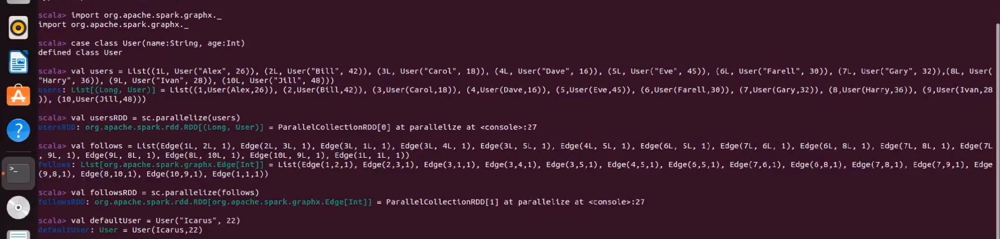 scala> import org.apache.spark.graphx._
import org.apache.spark.graphx._
scala> case class User(name:String, age:Int)
defined class User
scala> val users = List((1L, User("Alex", 26)), (2L, User("Bill", 42)), (3L, User("Carol", 18)), (4L, User("Dave", 16)), (5L, User("Eve", 45)), (6L, User("Farell", 30)), (7L, User("Gary", 32)),(8L, User(
"Harry", 36)), (9L, User("Ivan", 28)), (10L, User("Jill", 48)))
users: List[(Long, User)] = List((1,User(Alex,26)), (2,User(Bill,42)), (3,User(Carol,18)), (4,User(Dave,16)), (5,User(Eve,45)), (6,User(Farell,30)), (7,User(Gary,32)), (8,User(Harry,36)), (9,User(Ivan,28
)), (10,User(Jill,48)))
scala> val usersRDD = sc.parallelize(users)
usersRDD: org.apache.spark.rdd.RDD[(Long, User)] = ParallelCollectionRDD[0] at parallelize at <console>:27
scala> val follows = List(Edge(1L, 2L, 1), Edge(2L, 3L, 1), Edge(3L, 1L, 1), Edge(3L, 4L, 1), Edge(3L, 5L, 1), Edge(4L, 5L, 1), Edge(6L, 5L, 1), Edge(7L, 6L, 1), Edge(6L, 8L, 1), Edge(7L, 8L, 1), Edge(7L
, 9L, 1), Edge(9L, 8L, 1), Edge(8L, 10L, 1), Edge(10L, 9L, 1), Edge(1L, 1L, 1))
follows: List[org.apache.spark.graphx.Edge[Int]] = List(Edge(1,2,1), Edge(2,3,1), Edge(3,1,1), Edge(3,4,1), Edge(3,5,1), Edge(4,5,1), Edge(6,5,1), Edge(7,6,1), Edge(6,8,1), Edge(7,8,1), Edge(7,9,1), Edge
(9,8,1), Edge(8,10,1), Edge(10,9,1), Edge(1,1,1))
scala> val followsRDD = sc.parallelize(follows)
followsRDD: org.apache.spark.rdd.RDD[org.apache.spark.graphx.Edge[Int]] = ParallelCollectionRDD[1] at parallelize at <console>:27
scala> val defaultUser = User("Icarus", 22)
defaultUser: User = User(Icarus,22)